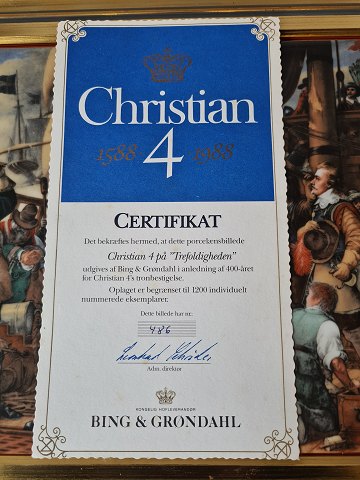 Christian
1588 4 1988
CERTIFIKAT
Det bekræftes hermed, at dette porcelænsbillede
Christian 4 på "Trefoldigheden"
udgives af Bing & Grøndahl i anledning af 400-året
for Christian 4's tronbestigelse.
Oplaget er begrænset til 1200 individuelt
nummerede eksemplarer.
Dette billede har nr.:
486
Adm. direktør
KONGELIG HOFLEVERANDØR
BING & GRØNDAHL